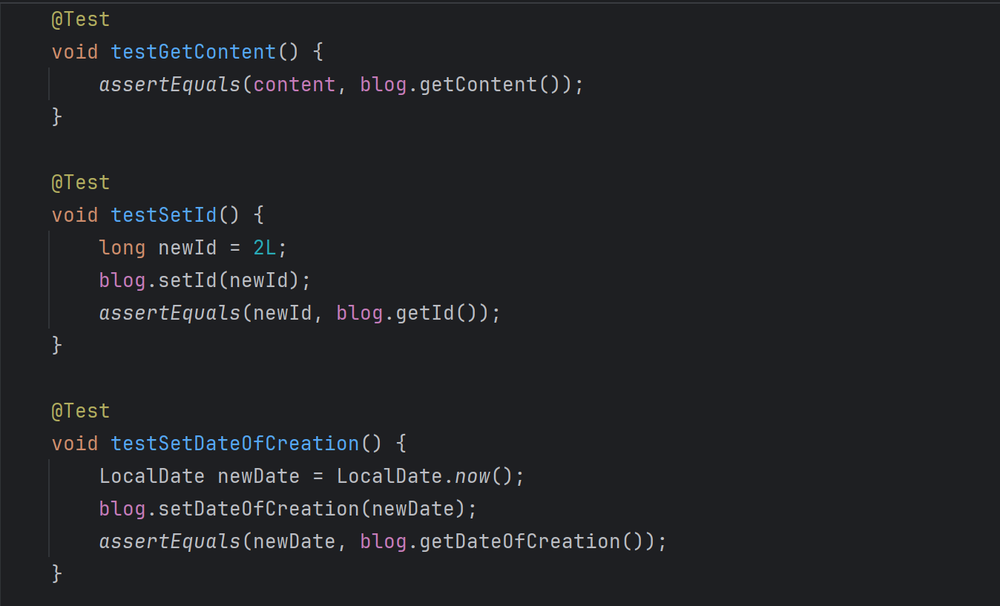 @Test
void testGetContent() {
    assertEquals(content, blog.getContent());
}

@Test
void testSetId() {
    long newId = 2L;
    blog.setId(newId);
    assertEquals(newId, blog.getId());
}

@Test
void testSetDateOfCreation() {
    LocalDate newDate = LocalDate.now();
    blog.setDateOfCreation(newDate);
    assertEquals(newDate, blog.getDateOfCreation());
}